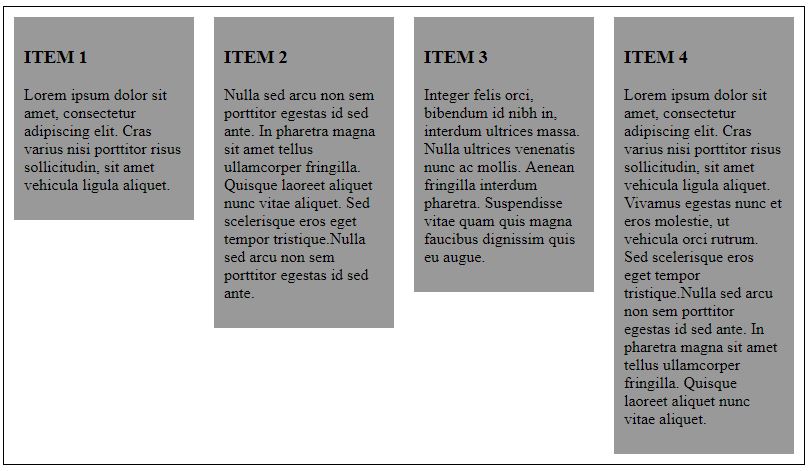 ITEM 1
Lorem ipsum dolor sit
amet, consectetur
adipiscing elit. Cras
varius nisi porttitor risus
sollicitudin, sit amet
vehicula ligula aliquet.
ITEM 2
Nulla sed arcu non sem
porttitor egestas id sed
ante. In pharetra magna
sit amet tellus
ullamcorper fringilla.
Quisque laoreet aliquet
nunc vitae aliquet. Sed
scelerisque eros eget
tempor tristique.Nulla
sed arcu non sem
porttitor egestas id sed
ante.
ITEM 3
Integer felis orci,
bibendum id nibh in,
interdum ultrices massa.
Nulla ultrices venenatis
nunc ac mollis. Aenean
fringilla interdum
pharetra. Suspendisse
vitae quam quis magna
faucibus dignissim quis
eu augue.
ITEM 4
Lorem ipsum dolor sit
amet, consectetur
adipiscing elit. Cras
varius nisi porttitor risus
sollicitudin, sit amet
vehicula ligula aliquet.
Vivamus egestas nunc et
eros molestie, ut
vehicula orci rutrum.
Sed scelerisque eros
eget tempor
tristique.Nulla sed arcu
non sem porttitor
egestas id sed ante. In
pharetra magna sit amet
tellus ullamcorper
fringilla. Quisque
laoreet aliquet nunc
vitae aliquet.